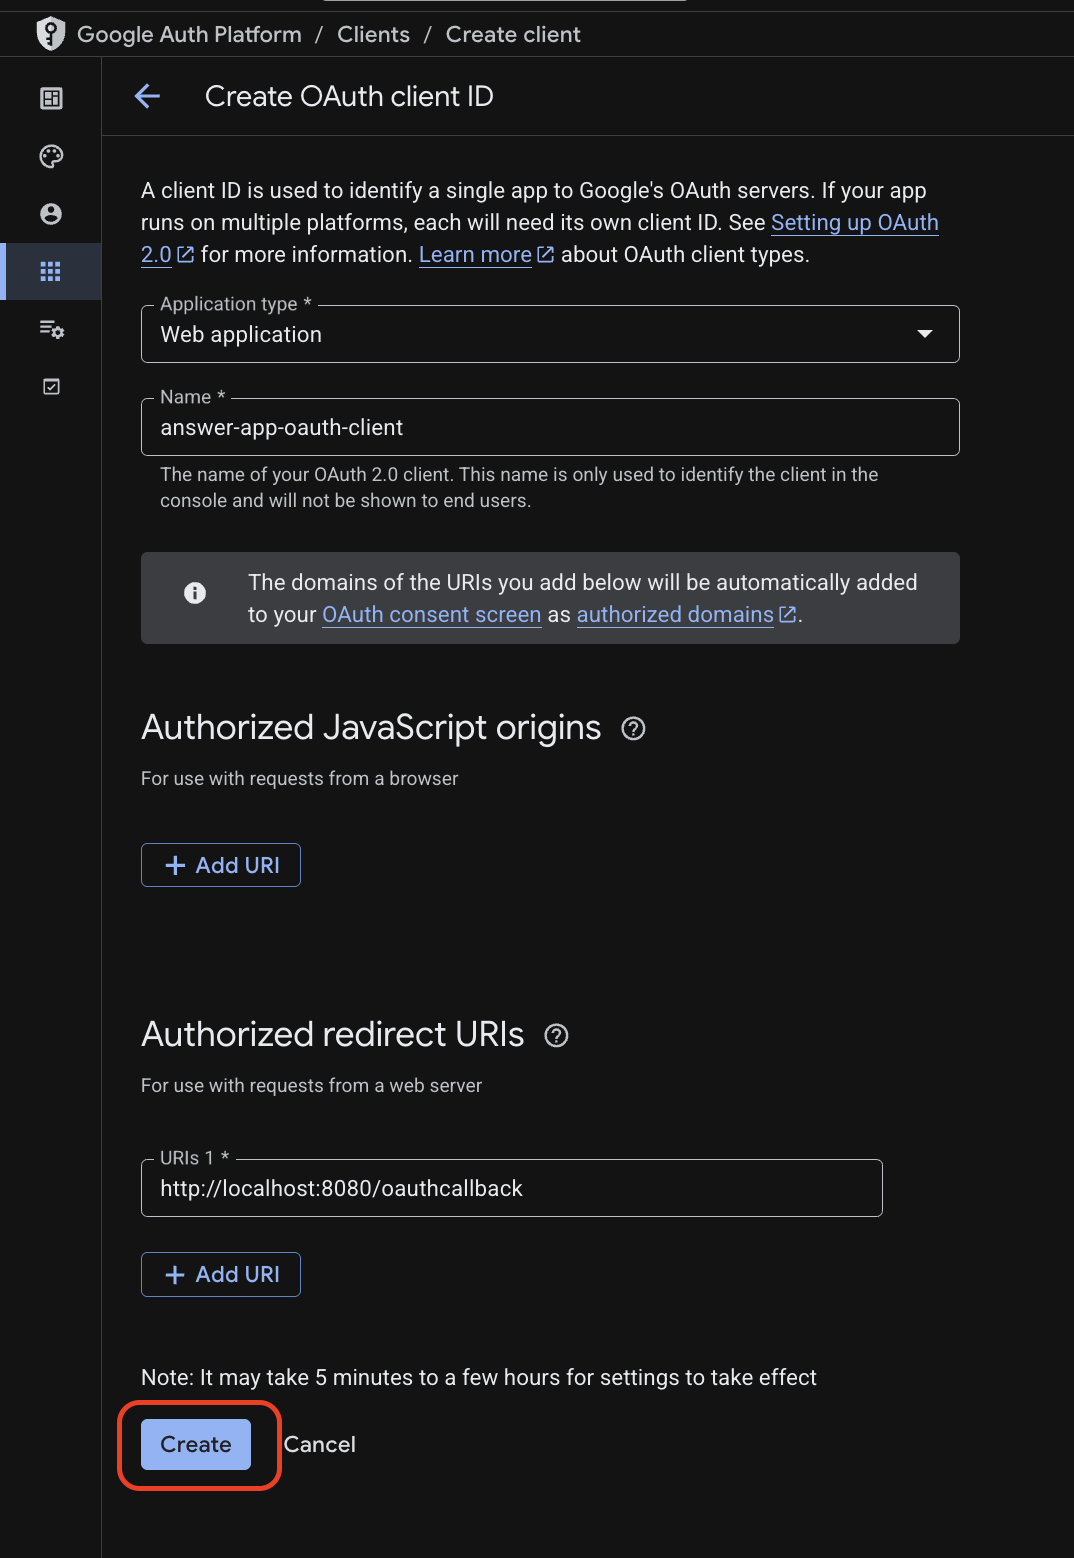 Google Auth Platform / Clients / Create client
Create OAuth client ID
A client ID is used to identify a single app to Google's OAuth servers. If your app
runs on multiple platforms, each will need its own client ID. See Setting up OAuth
2.0 for more information. Learn more about OAuth client types.
Application type *
Web application
Name *
answer-app-oauth-client
The name of your OAuth 2.0 client. This name is only used to identify the client in the
console and will not be shown to end users.
The domains of the URIs you add below will be automatically added
to your OAuth consent screen as authorized domains.
Authorized JavaScript origins
For use with requests from a browser
+ Add URI
Authorized redirect URIs
For use with requests from a web server
URIs 1 *
http://localhost:8080/oauthcallback
+ Add URI
Note: It may take 5 minutes to a few hours for settings to take effect
Create Cancel